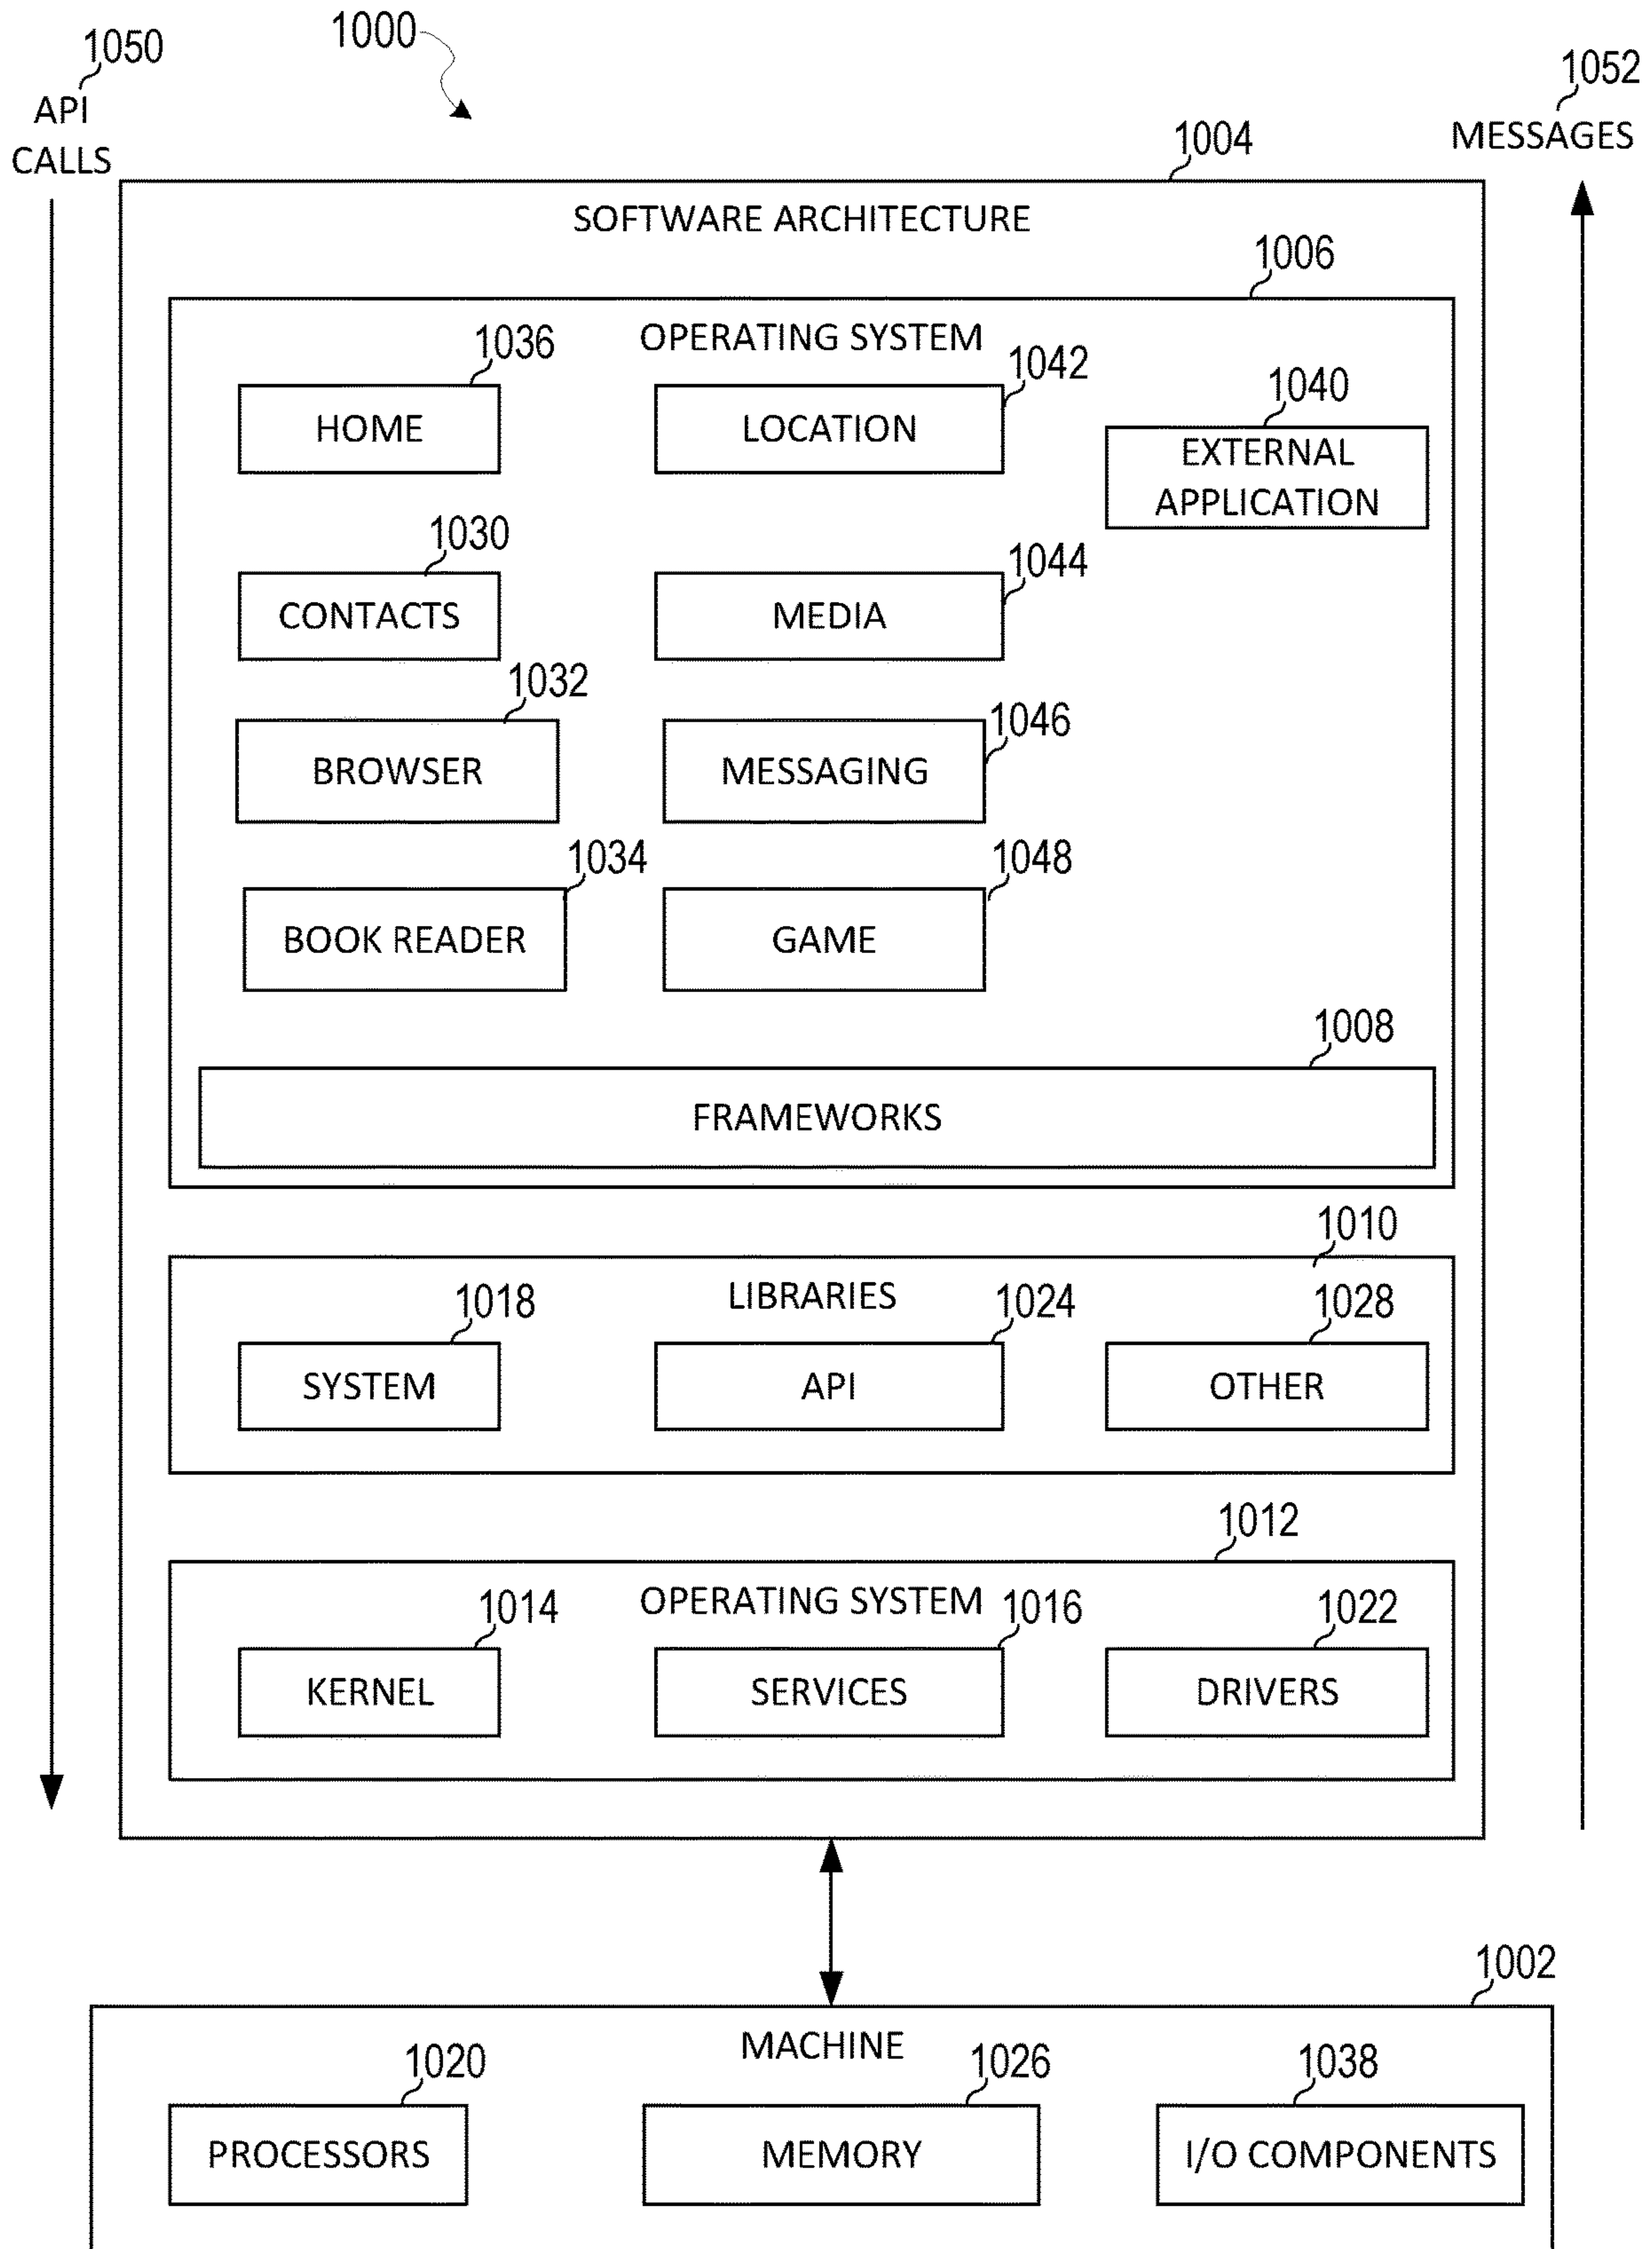 1050
1000
1052
API
CALLS
MESSAGES
1004
SOFTWARE ARCHITECTURE
1006
OPERATING SYSTEM
1036
1042
1040
HOME
LOCATION
EXTERNAL
APPLICATION
1030
1044
CONTACTS
MEDIA
1032
1046
BROWSER
MESSAGING
1034
1048
BOOK READER
GAME
1008
FRAMEWORKS
1010
LIBRARIES
1018
1024
1028
SYSTEM
API
OTHER
1012
OPERATING SYSTEM
1014
1016
1022
KERNEL
SERVICES
DRIVERS
1002
MACHINE
1020
1026
1038
PROCESSORS
MEMORY
I/O COMPONENTS